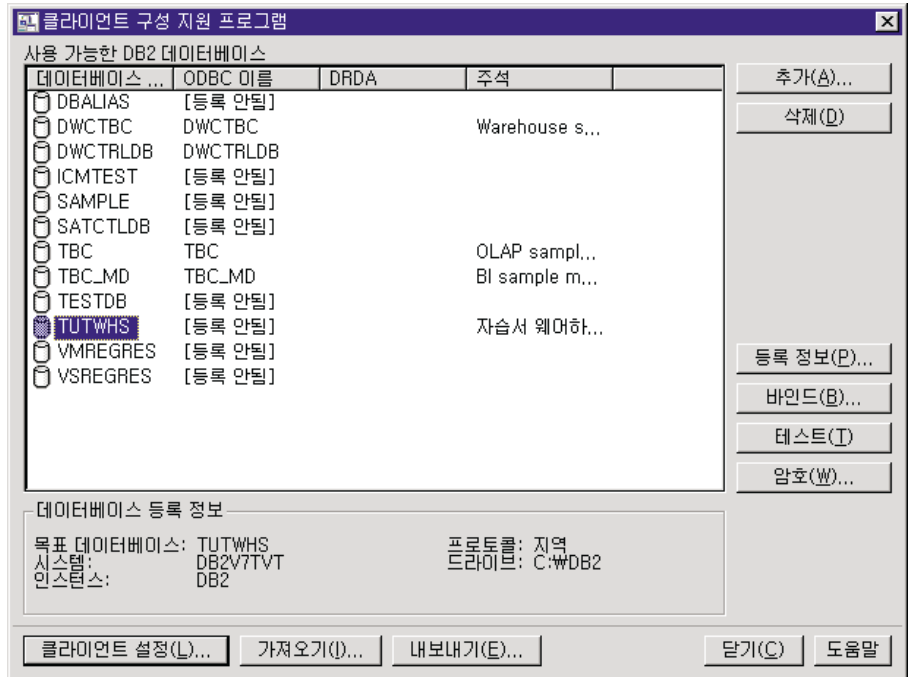 클라이언트 구성 지원 프로그램
사용 가능한 DB2 데이터베이스
데이터베이스 ... ODBC 이름 DRDA 주석
DBALIAS [등록 안됨]
DWCTBC DWCTBC Warehouse s...
DWCTRLDB DWCTRLDB
ICMTEST [등록 안됨]
SAMPLE [등록 안됨]
SATCTLDB [등록 안됨]
TBC TBC OLAP sampl...
TBC_MD TBC_MD BI sample m...
TESTDB [등록 안됨]
TUTWHS [등록 안됨] 자습서 웨어하...
VMREGRES [등록 안됨]
VSREGRES [등록 안됨]
추가(A)...
삭제(D)
등록 정보(P)...
바인드(B)...
테스트(T)
암호(W)...
데이터베이스 등록 정보
목표 데이터베이스: TUTWHS 프로토콜: 지역
시스템: DB2V7TVT 드라이브: C:₩DB2
인스턴스: DB2
클라이언트 설정(L)... 가져오기(I)... 내보내기(E)... 닫기(C) 도움말